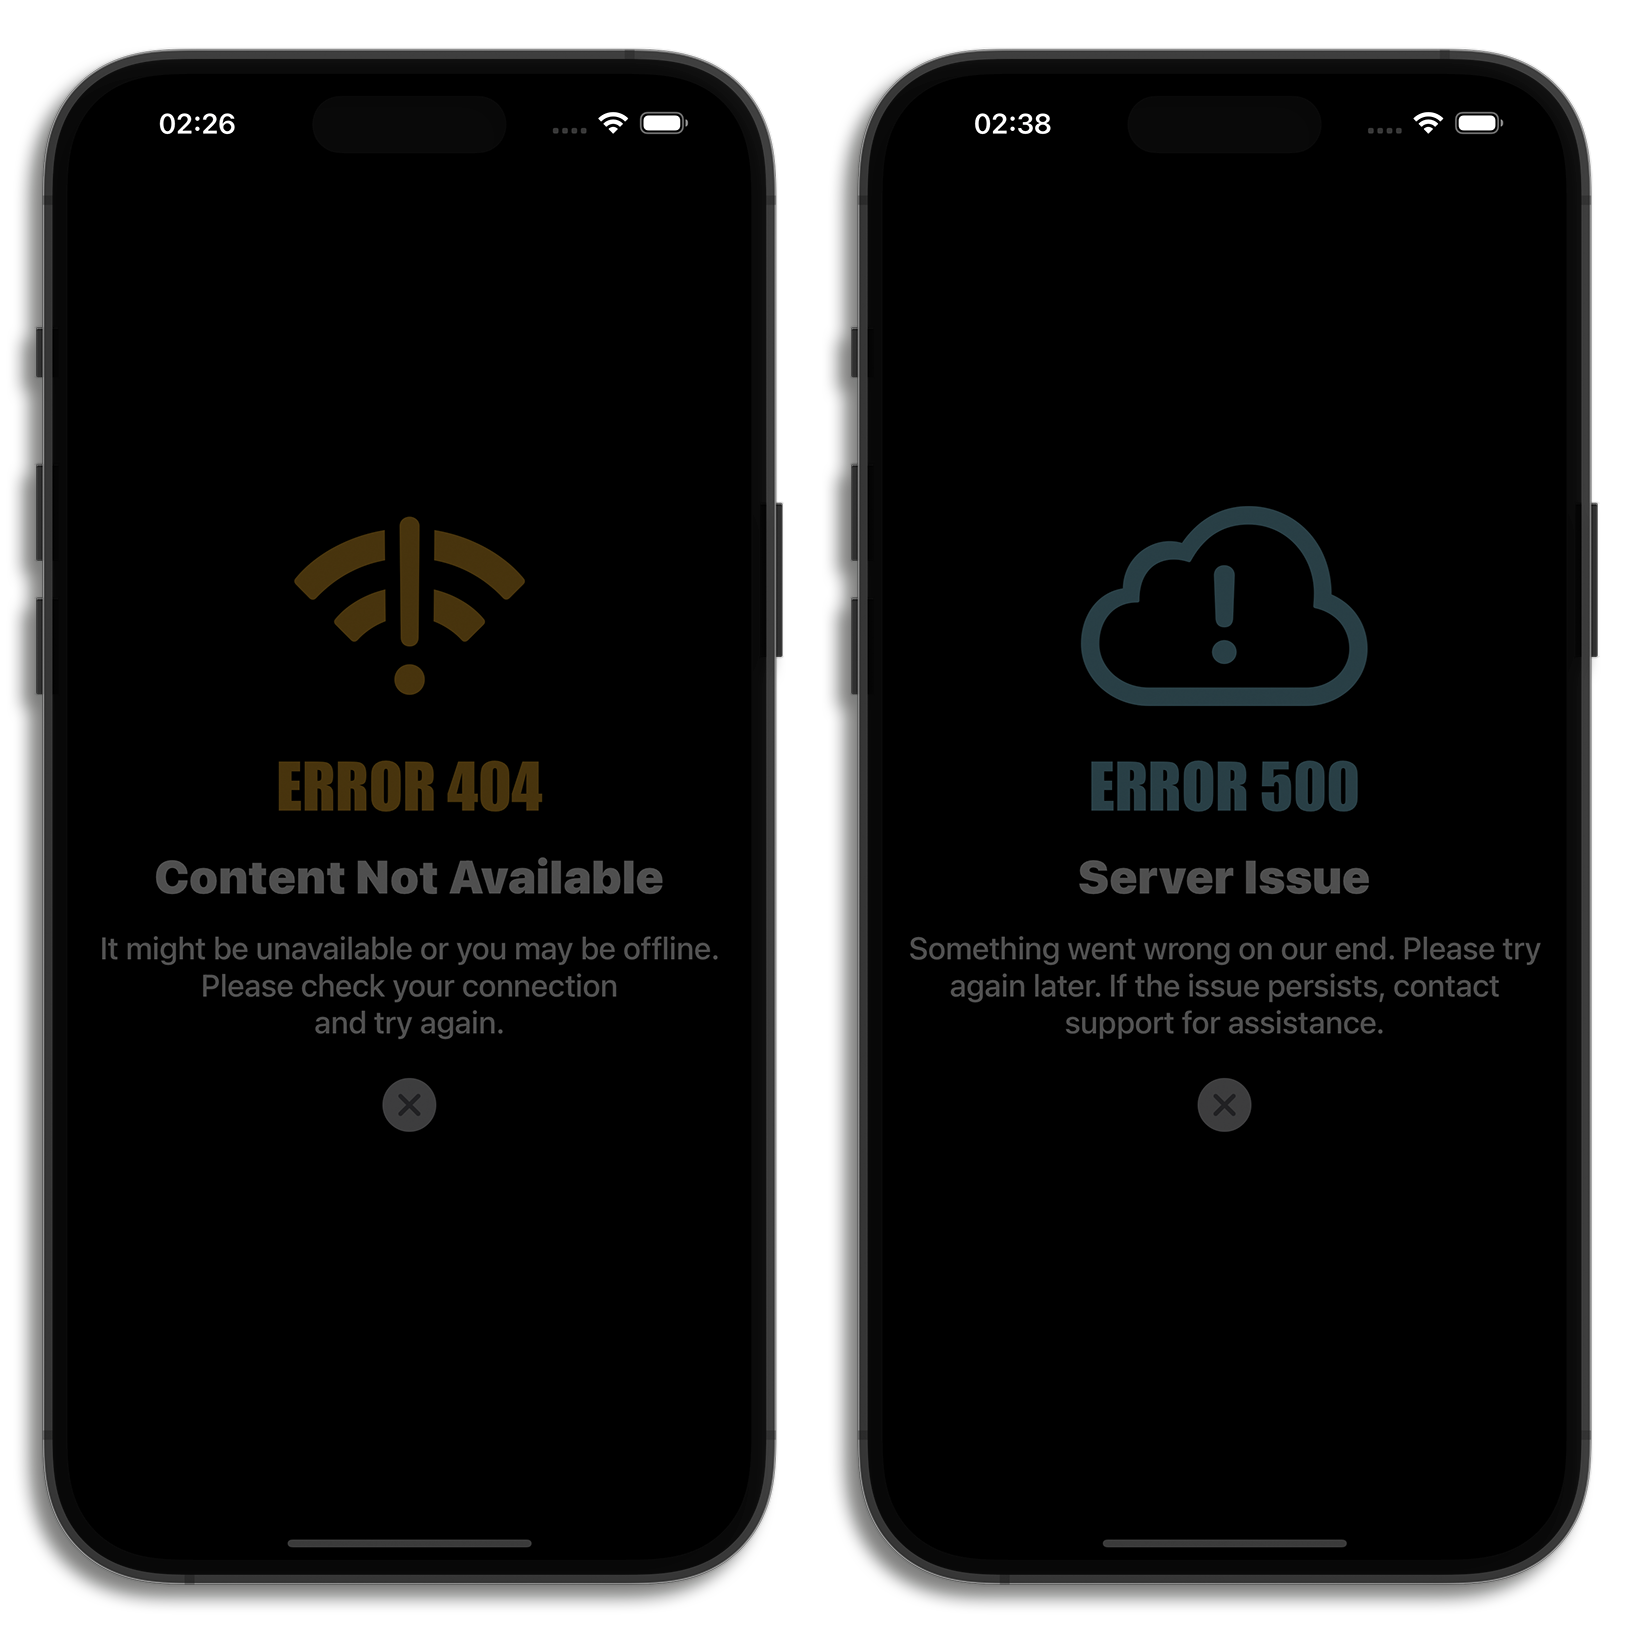 02:26
ERROR 404
Content Not Available
It might be unavailable or you may be offline.
Please check your connection
and try again.
02:38
ERROR 500
Server Issue
Something went wrong on our end. Please try
again later. If the issue persists, contact
support for assistance.